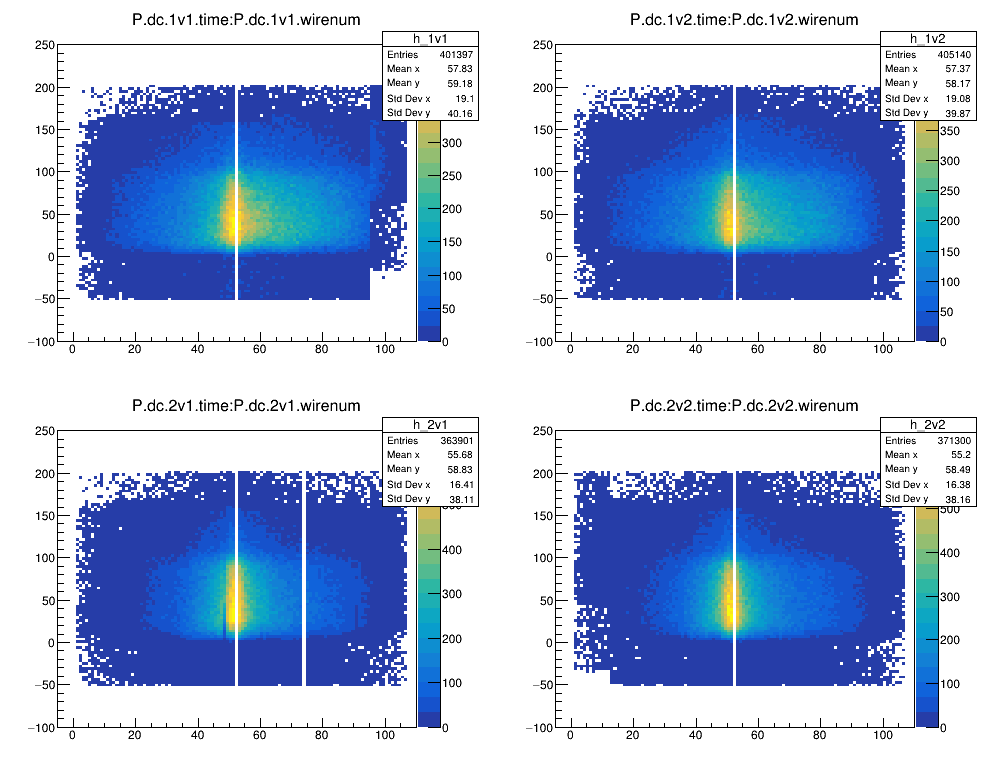 P.dc.1v1.time:P.dc.1v1.wirenum
h_1v1
Entries 401397
Mean x 57.83
Mean y 59.18
Std Dev x 19.1
Std Dev y 40.16
250
200
150
100
50
0
−50
−100
0 20 40 60 80 100
300
250
200
150
100
50
0
P.dc.1v2.time:P.dc.1v2.wirenum
h_1v2
Entries 405140
Mean x 57.37
Mean y 58.17
Std Dev x 19.08
Std Dev y 39.87
250
200
150
100
50
0
−50
−100
0 20 40 60 80 100
350
300
250
200
150
100
50
0
P.dc.2v1.time:P.dc.2v1.wirenum
h_2v1
Entries 363901
Mean x 55.68
Mean y 58.83
Std Dev x 16.41
Std Dev y 38.11
250
200
150
100
50
0
−50
−100
0 20 40 60 80 100
400
300
200
100
0
P.dc.2v2.time:P.dc.2v2.wirenum
h_2v2
Entries 371300
Mean x 55.2
Mean y 58.49
Std Dev x 16.38
Std Dev y 38.16
250
200
150
100
50
0
−50
−100
0 20 40 60 80 100
500
400
300
200
100
0